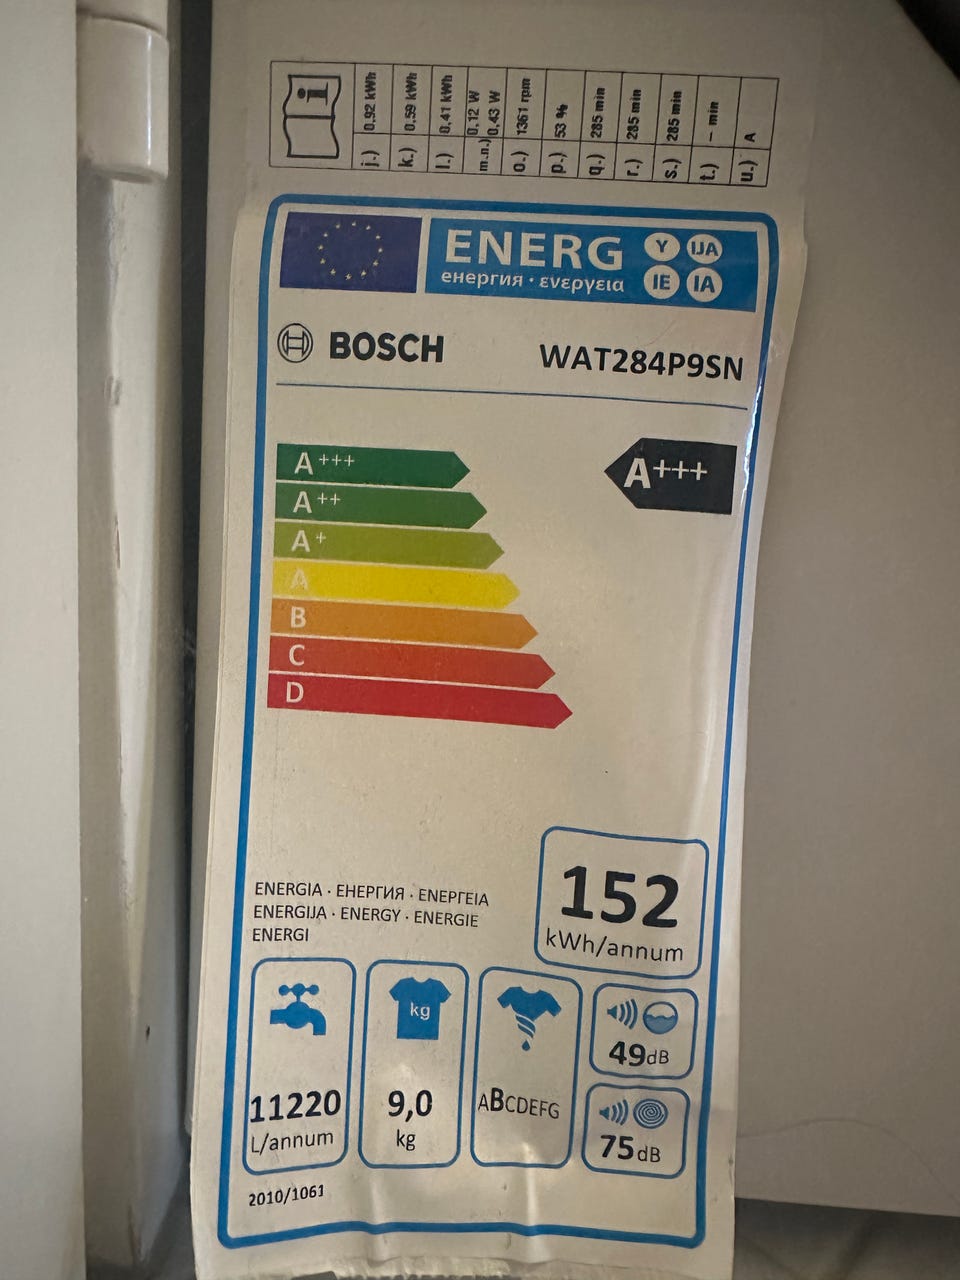 j.) 0,92 kWh
k.) 0,59 kWh
l.) 0,41 kWh
m.n.) 0,12 W
0,43 W
o.) 1361 rpm
p.) 53 %
q.) 285 min
r.) 285 min
s.) 285 min
t.) – min
u.) A
ENERG Y IJA
енергия · ενεργεια IE IA
BOSCH WAT284P9SN
A+++ A+++
A++
A+
A
B
C
D
152
kWh/annum
ENERGIA · ЕНЕРГИЯ · ΕΝΕΡΓΕΙΑ
ENERGIJA · ENERGY · ENERGIE
ENERGI
kg
49dB
11220
L/annum
9,0
kg
ABCDEFG
75dB
2010/1061